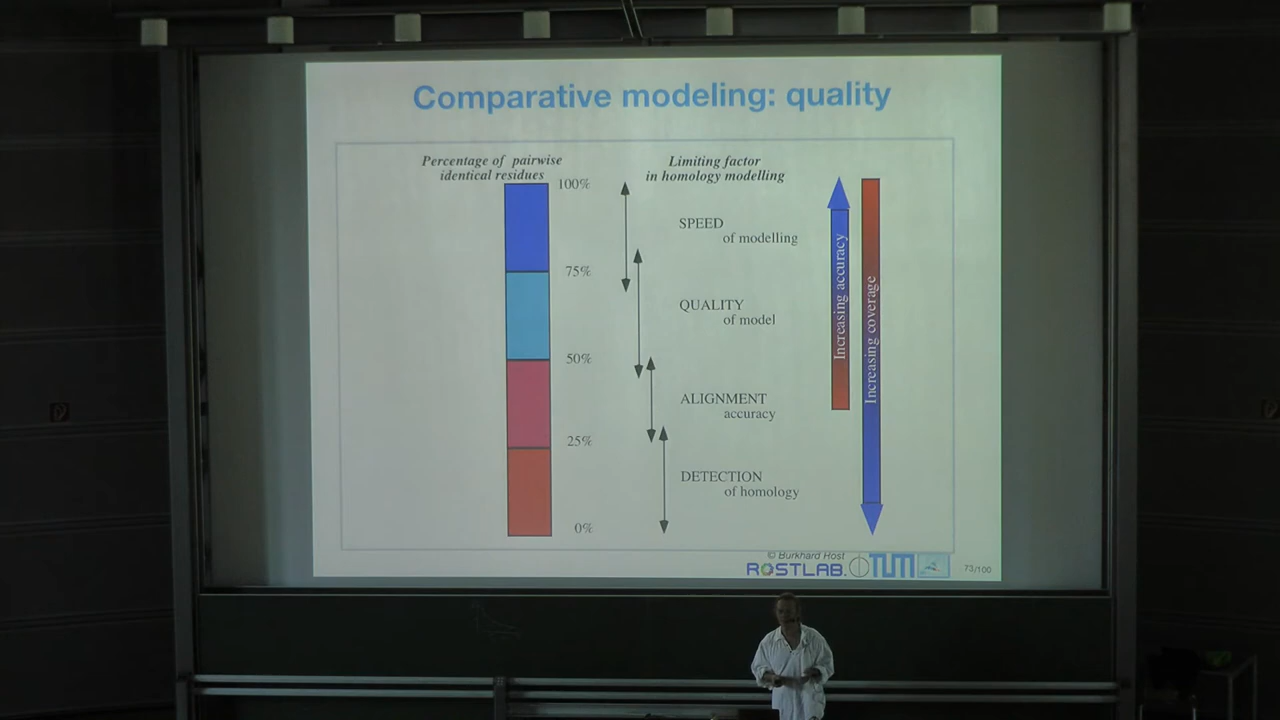 Comparative modeling: quality
Percentage of pairwise
identical residues
Limiting factor
in homology modelling
100%
SPEED
of modelling
75%
QUALITY
of model
50%
ALIGNMENT
accuracy
25%
DETECTION
of homology
0%
Increasing accuracy
Increasing coverage
© Burkhard Rost
ROSTLAB.
TUM
73/100